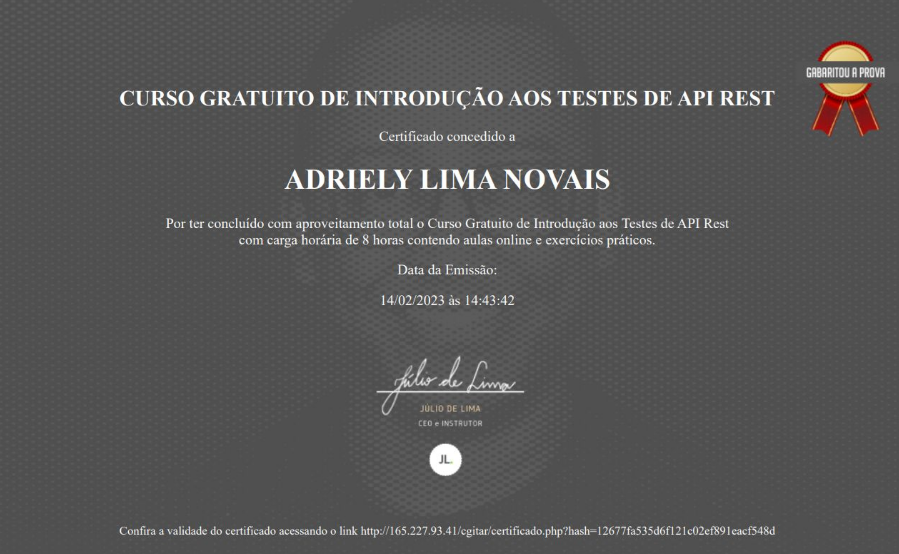 GABARITOU A PROVA
CURSO GRATUITO DE INTRODUÇÃO AOS TESTES DE API REST
Certificado concedido a
ADRIELY LIMA NOVAIS
Por ter concluído com aproveitamento total o Curso Gratuito de Introdução aos Testes de API Rest
com carga horária de 8 horas contendo aulas online e exercícios práticos.
Data da Emissão:
14/02/2023 às 14:43:42
Júlio de Lima
JÚLIO DE LIMA
CEO e INSTRUTOR
JL.
Confira a validade do certificado acessando o link http://165.227.93.41/cgitar/certificado.php?hash=12677fa535d6f121c02ef891eacf548d